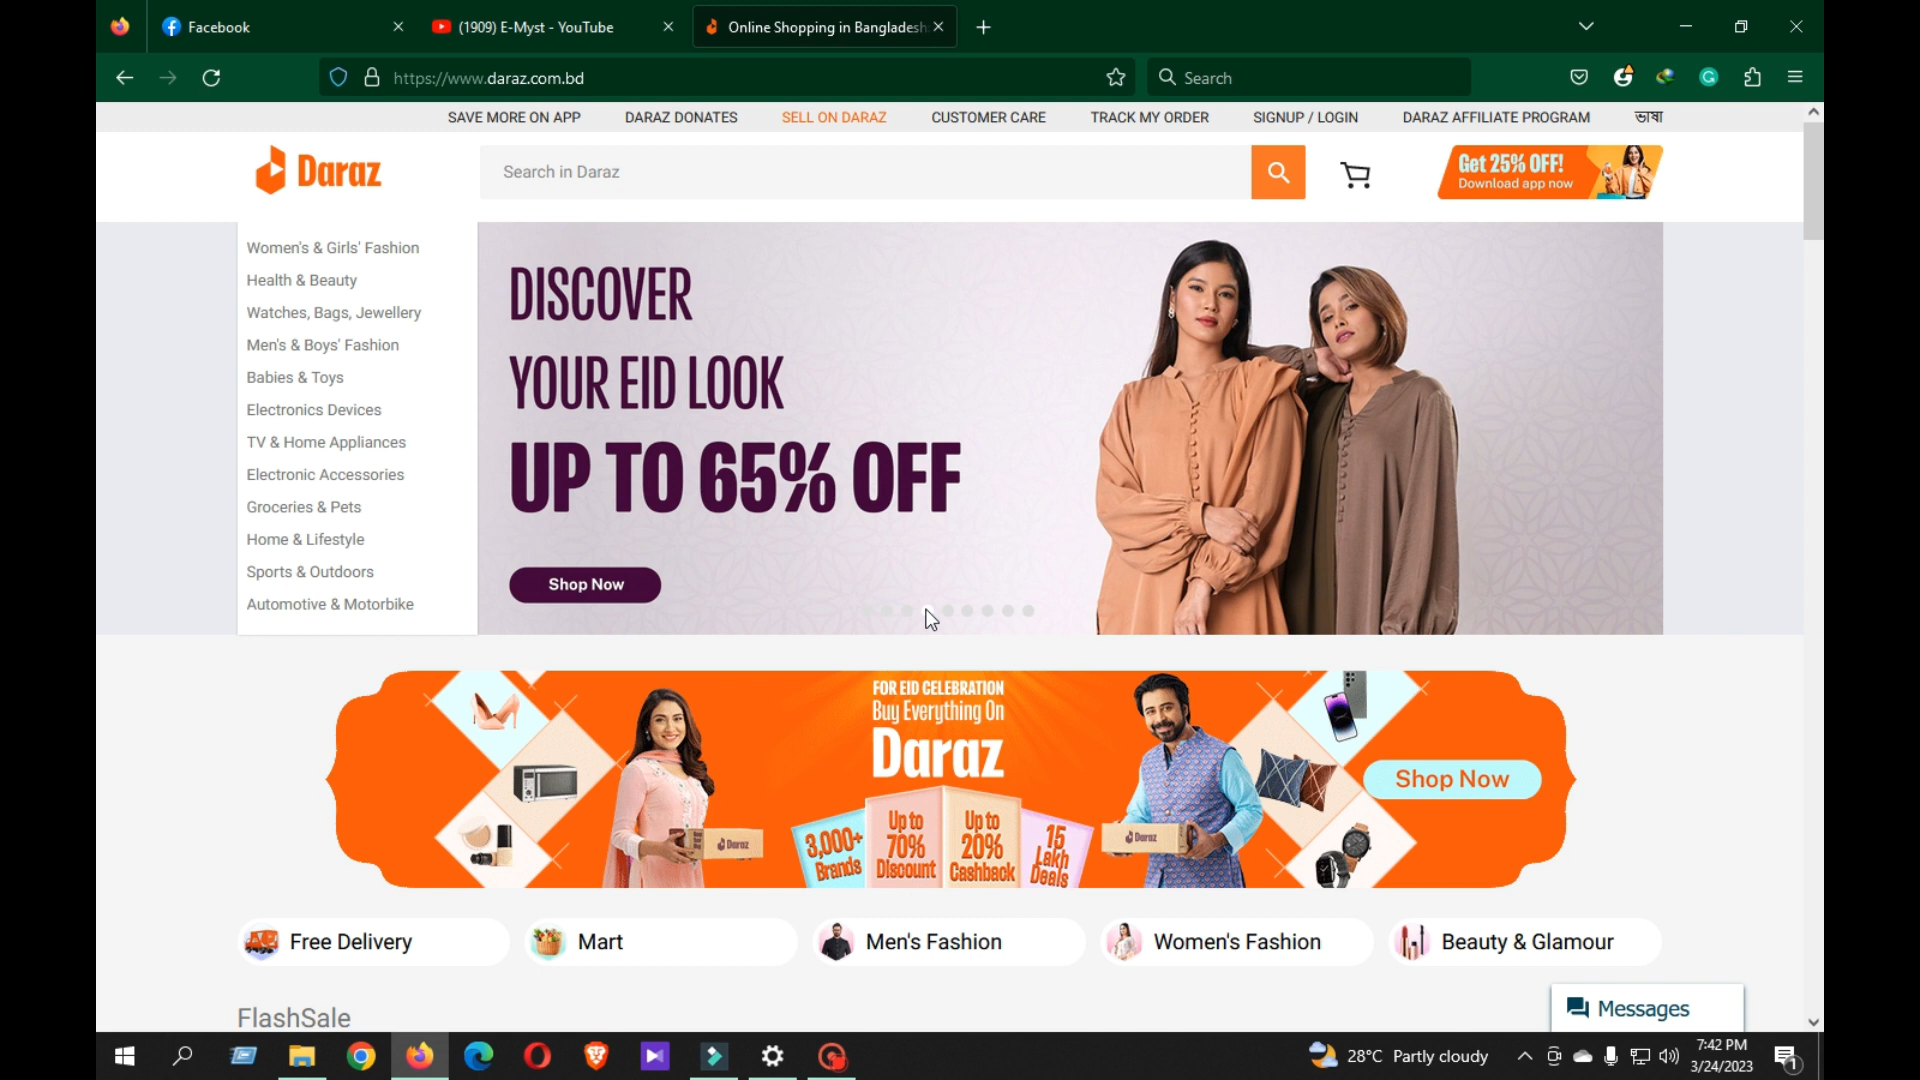 Facebook
(1909) E-Myst - YouTube
Online Shopping in Bangladesh
https://www.daraz.com.bd
Search
SAVE MORE ON APP
DARAZ DONATES
SELL ON DARAZ
CUSTOMER CARE
TRACK MY ORDER
SIGNUP / LOGIN
DARAZ AFFILIATE PROGRAM
ভাষা
Daraz
Search in Daraz
Get 25% OFF!
Download app now
Women's & Girls' Fashion
Health & Beauty
Watches, Bags, Jewellery
Men's & Boys' Fashion
Babies & Toys
Electronics Devices
TV & Home Appliances
Electronic Accessories
Groceries & Pets
Home & Lifestyle
Sports & Outdoors
Automotive & Motorbike
DISCOVER
YOUR EID LOOK
UP TO 65% OFF
Shop Now
FOR EID CELEBRATION
Buy Everything On
Daraz
3,000+
Brands
Up to
70%
Discount
Up to
20%
Cashback
15
Lakh
Deals
Daraz
Daraz
Shop Now
Free Delivery
Mart
Men's Fashion
Women's Fashion
Beauty & Glamour
FlashSale
Messages
28°C Partly cloudy
7:42 PM
3/24/2023
1